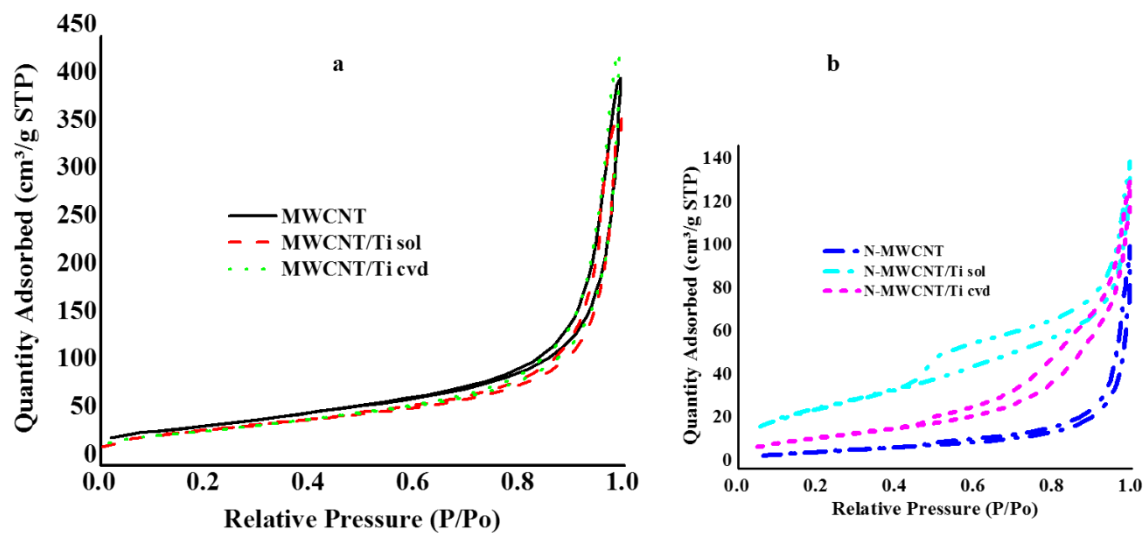 a
Quantity Adsorbed (cm³/g STP)
450
400
350
300
250
200
150
100
50
0
MWCNT
MWCNT/Ti sol
MWCNT/Ti cvd
0.0 0.2 0.4 0.6 0.8 1.0
Relative Pressure (P/Po)
b
Quantity Adsorbed (cm³/g STP)
140
120
100
80
60
40
20
0
N-MWCNT
N-MWCNT/Ti sol
N-MWCNT/Ti cvd
0.0 0.2 0.4 0.6 0.8 1.0
Relative Pressure (P/Po)